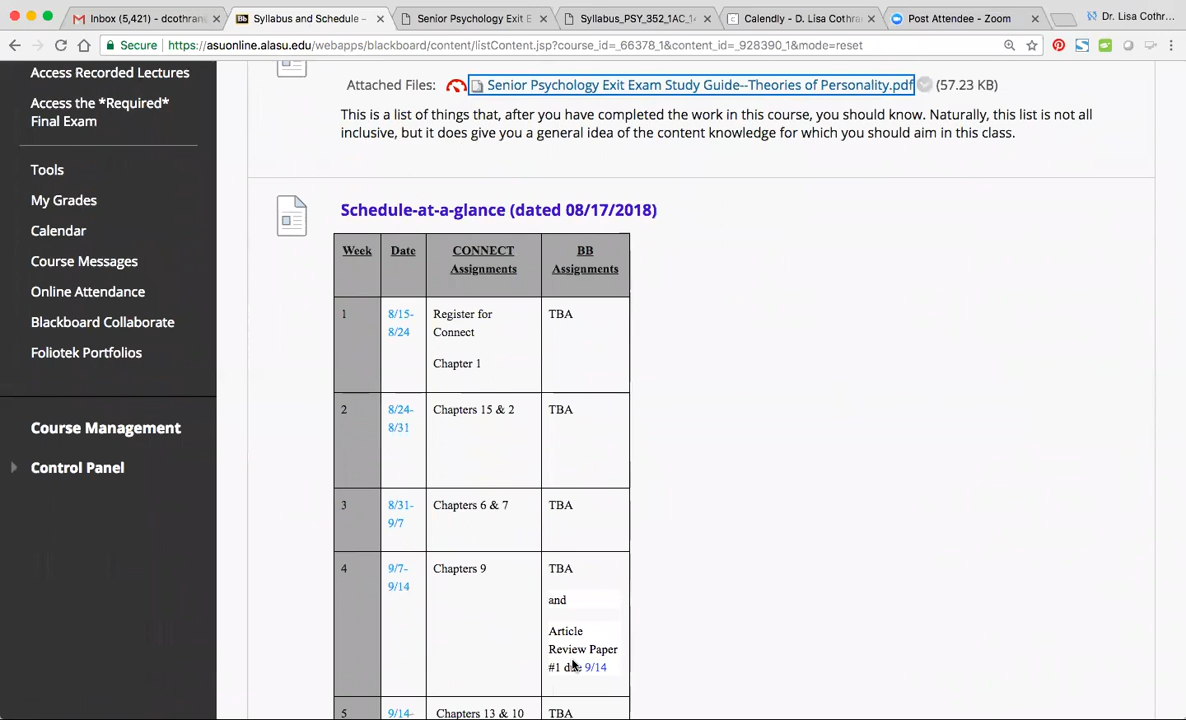 Inbox (5,421) - dcothran
Syllabus and Schedule –
Senior Psychology Exit E
Syllabus_PSY_352_1AC_1
Calendly - D. Lisa Cothra
Post Attendee - Zoom
Dr. Lisa Cothr...
Secure https://asuonline.alasu.edu/webapps/blackboard/content/listContent.jsp?course_id=_66378_1&content_id=_928390_1&mode=reset
Access Recorded Lectures
Access the *Required*
Final Exam
Tools
My Grades
Calendar
Course Messages
Online Attendance
Blackboard Collaborate
Foliotek Portfolios
Course Management
Control Panel
Attached Files: Senior Psychology Exit Exam Study Guide--Theories of Personality.pdf (57.23 KB)
This is a list of things that, after you have completed the work in this course, you should know. Naturally, this list is not all
inclusive, but it does give you a general idea of the content knowledge for which you should aim in this class.
Schedule-at-a-glance (dated 08/17/2018)
Week Date CONNECT Assignments BB Assignments
1 8/15-8/24 Register for Connect TBA
Chapter 1
2 8/24-8/31 Chapters 15 & 2 TBA
3 8/31-9/7 Chapters 6 & 7 TBA
4 9/7-9/14 Chapters 9 TBA
and
Article
Review Paper
#1 due 9/14
5 9/14- Chapters 13 & 10 TBA